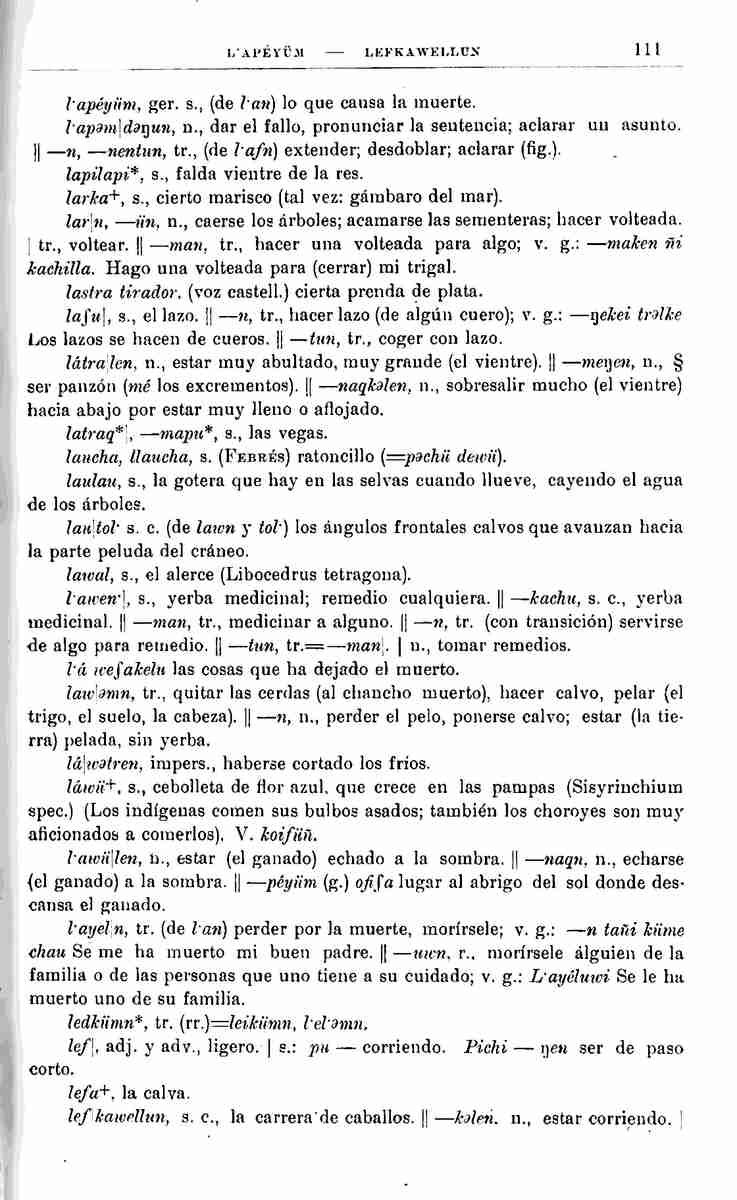 L·APÉYÜM — LEFKAWELLUN 111
l·apéyüm, ger. s., (de l·an) lo que causa la muerte.
l·apəm|dəŋun, n., dar el fallo, pronunciar la sentencia; aclarar un asunto.
|| —n, —nentun, tr., (de l·afn) extender; desdoblar; aclarar (fig.).
lapilapi*, s., falda vientre de la res.
larka+, s., cierto marisco (tal vez: gámbaro del mar).
lar|n, —ün, n., caerse los árboles; acamarse las sementeras; hacer volteada.
| tr., voltear. || —man, tr., hacer una volteada para algo; v. g.: —maken ñi
kachilla. Hago una volteada para (cerrar) mi trigal.
lastra tirador, (voz castell.) cierta prenda de plata.
laſu|, s., el lazo. || —n, tr., hacer lazo (de algún cuero); v. g.: —ŋekei trəlke
Los lazos se hacen de cueros. || —tun, tr., coger con lazo.
látra|len, n., estar muy abultado, muy grande (el vientre). || —meŋen, n., §
ser panzón (mé los excrementos). || —naqkəlen, n., sobresalir mucho (el vientre)
hacia abajo por estar muy lleno o aflojado.
latraq*|, —mapu*, s., las vegas.
laucha, llaucha, s. (FEBRÉS) ratoncillo (=pəchü dewü).
laulau, s., la gotera que hay en las selvas cuando llueve, cayendo el agua
de los árboles.
lau|tol· s. c. (de lawn y tol·) los ángulos frontales calvos que avanzan hacia
la parte peluda del cráneo.
lawal, s., el alerce (Libocedrus tetragona).
l·awen·|, s., yerba medicinal; remedio cualquiera. || —kachu, s. c., yerba
medicinal. || —man, tr., medicinar a alguno. || —n, tr. (con transición) servirse
de algo para remedio. || —tun, tr.=—man|. | n., tomar remedios.
l·á weſakelu las cosas que ha dejado el muerto.
law|əmn, tr., quitar las cerdas (al chancho muerto), hacer calvo, pelar (el
trigo, el suelo, la cabeza). || —n, n., perder el pelo, ponerse calvo; estar (la tie-
rra) pelada, sin yerba.
lá|wətren, impers., haberse cortado los fríos.
láwü+, s., cebolleta de flor azul, que crece en las pampas (Sisyrinchium
spec.) (Los indígenas comen sus bulbos asados; también los choroyes son muy
aficionados a comerlos). V. koifüñ.
l·awü|len, n., estar (el ganado) echado a la sombra. || —naqn, n., echarse
(el ganado) a la sombra. || —péyüm (g.) ofiſa lugar al abrigo del sol donde des-
cansa el ganado.
l·ayel|n, tr. (de l·an) perder por la muerte, morírsele; v. g.: —n tañi küme
chau Se me ha muerto mi buen padre. || —uwn, r., morírsele álguien de la
familia o de las personas que uno tiene a su cuidado; v. g.: L·ayéluwi Se le ha
muerto uno de su familia.
ledkümn*, tr. (rr.)=leikümn, l·el·əmn.
lef|, adj. y adv., ligero. | s.: pu — corriendo. Pichi — ŋen ser de paso
corto.
lefa+, la calva.
lef|kawellun, s. c., la carrera de caballos. || —kəlen, n., estar corriendo. |